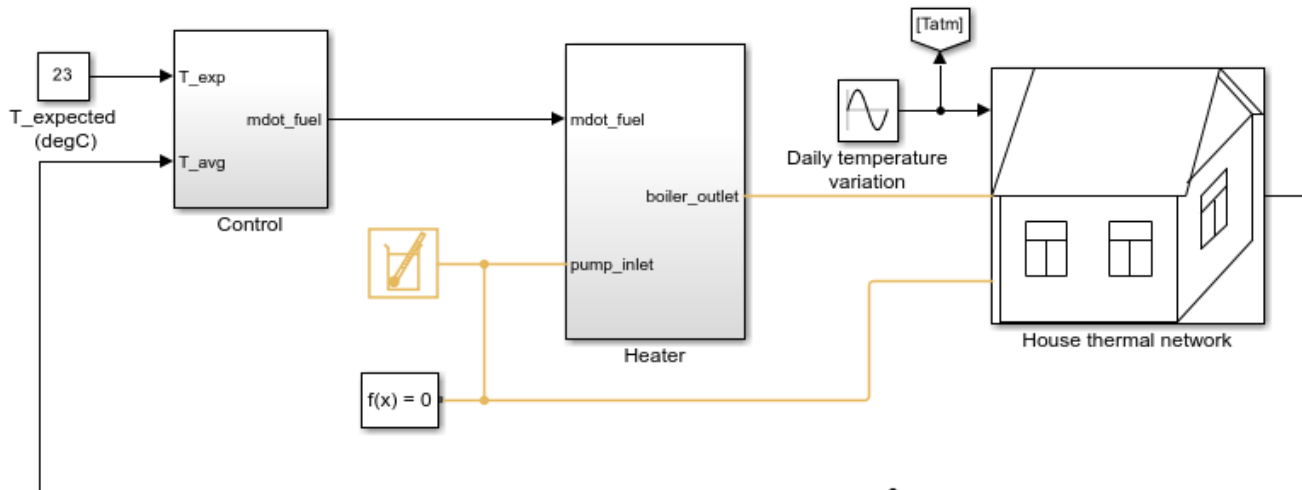 [Tatm]
23
T_expected
(degC)
T_exp
mdot_fuel
T_avg
Control
mdot_fuel
boiler_outlet
pump_inlet
Heater
Daily temperature
variation
House thermal network
f(x) = 0